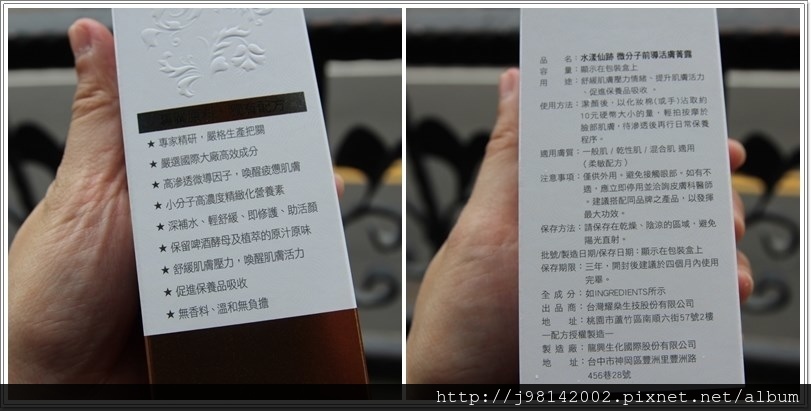 ★ 專家精研，嚴格生產把關
★ 嚴選國際大廠高效成分
★ 高滲透微導因子，喚醒疲憊肌膚
★ 小分子高濃度精緻化營養素
★ 深補水、輕舒緩、即修護、助活顏
★ 保留啤酒酵母及植萃的原汁原味
★ 舒緩肌膚壓力，喚醒肌膚活力
★ 促進保養品吸收
★ 無香料、溫和無負擔
品　　名：水漾仙跡 微分子前導活膚菁露
容　　量：顯示在包裝盒上
用　　途：舒緩肌膚壓力情緒、提升肌膚活力
、促進保養品吸收 。
使用方法：潔顏後，以化妝棉(或手)沾取約
10元硬幣大小的量，輕拍按摩於
臉部肌膚，待滲透後再行日常保養
程序。
適用膚質：一般肌 / 乾性肌 / 混合肌 適用
(柔敏配方)
注意事項：僅供外用，避免接觸眼部，如有不
適，應立即停用並洽詢皮膚科醫師
。建議搭配同品牌之產品，以發揮
最大功效。
保存方法：請保存在乾燥、陰涼的區域，避免
陽光直射。
批號/製造日期/保存日期：顯示在包裝盒上
保存期限：三年，開封後建議於四個月內使用
完畢。
全 成 分：如INGREDIENTS所示
出 品 商：台灣耀燊生技股份有限公司
地　　址：桃園市蘆竹區南順六街57號2樓
一配方授權製造一
製 造 廠：龍興生化國際股份有限公司
地　　址：台中市神岡區豐洲里豐洲路
456巷28號
http://j98142002.pixnet.net/album